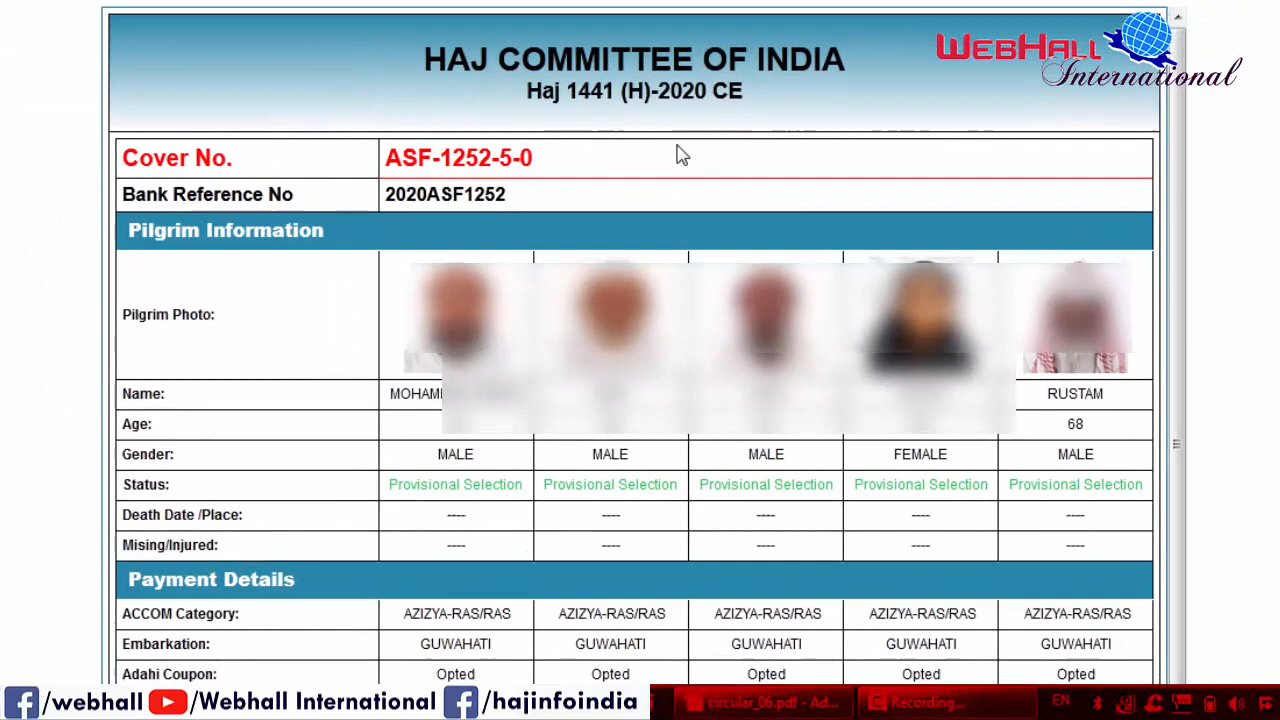 HAJ COMMITTEE OF INDIA
Haj 1441 (H)-2020 CE
WEBHALL
International
Cover No. ASF-1252-5-0
Bank Reference No 2020ASF1252
Pilgrim Information
Pilgrim Photo:
Name: RUSTAM
Age: 68
Gender: MALE MALE MALE FEMALE MALE
Status: Provisional Selection Provisional Selection Provisional Selection Provisional Selection Provisional Selection
Death Date /Place: ---- ---- ---- ---- ----
Mising/Injured: ---- ---- ---- ---- ----
Payment Details
ACCOM Category: AZIZYA-RAS/RAS AZIZYA-RAS/RAS AZIZYA-RAS/RAS AZIZYA-RAS/RAS AZIZYA-RAS/RAS
Embarkation: GUWAHATI GUWAHATI GUWAHATI GUWAHATI GUWAHATI
Adahi Coupon: Opted Opted Opted Opted Opted
/webhall /Webhall International /hajinfoindia
circular_06.pdf - Ad... Recording... EN